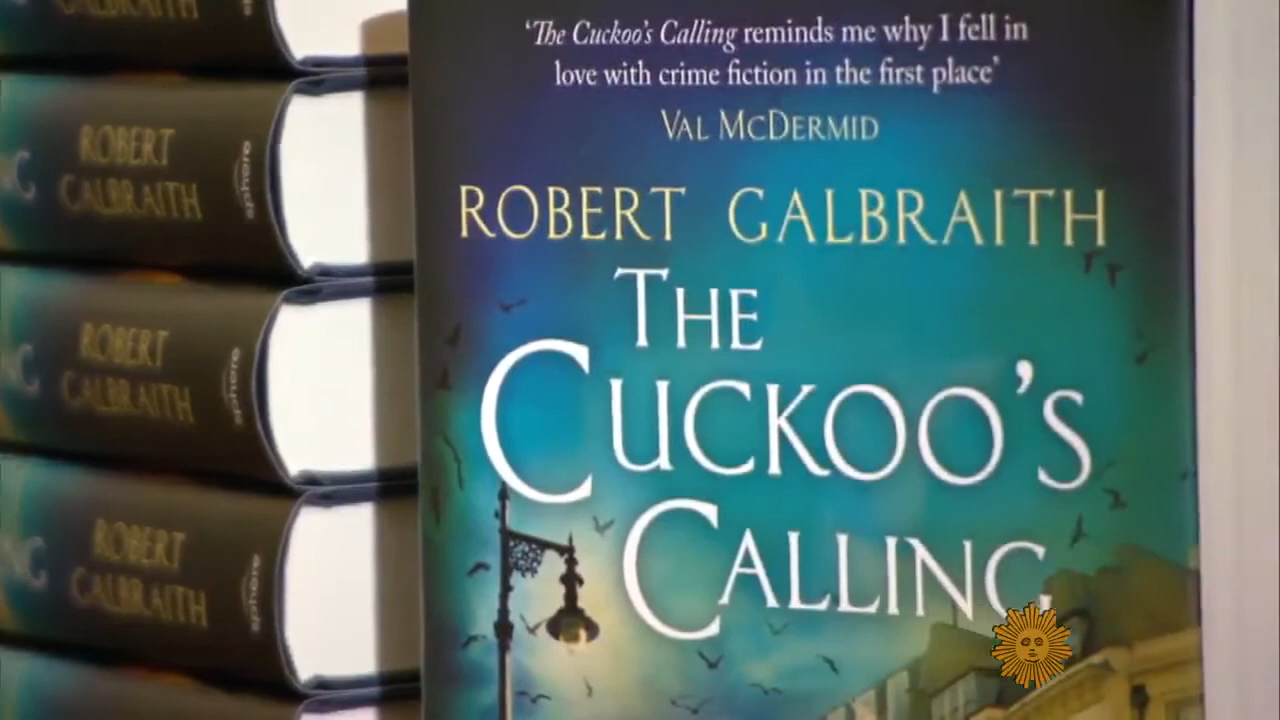 GALBRAITH
ROBERT
GALBRAITH
sphere
ROBERT
GALBRAITH
sphere
ROBERT
GALBRAITH
sphere
'The Cuckoo's Calling reminds me why I fell in
love with crime fiction in the first place'
VAL MCDERMID
ROBERT GALBRAITH
THE
CUCKOO'S
CALLING